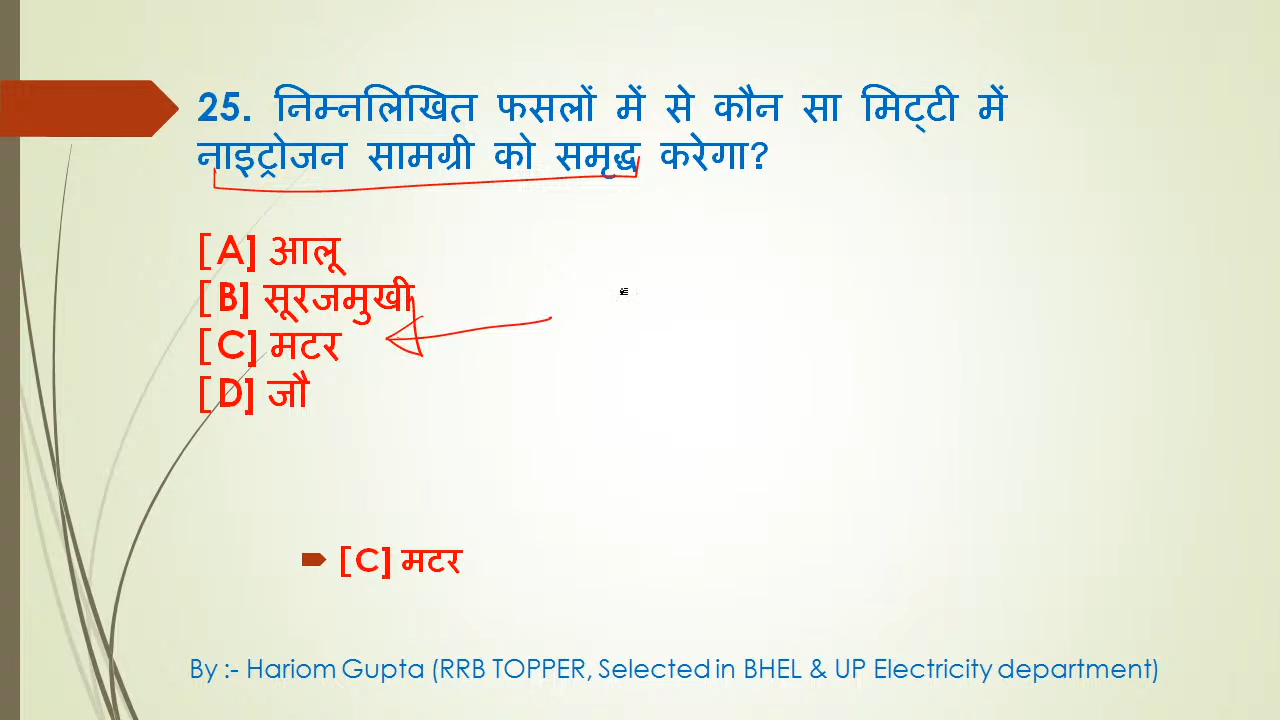 25. निम्नलिखित फसलों में से कौन सा मिट्टी में
नाइट्रोजन सामग्री को समृद्ध करेगा?
[A] आलू
[B] सूरजमुखी
[C] मटर
[D] जौ
[C] मटर
By :- Hariom Gupta (RRB TOPPER, Selected in BHEL & UP Electricity department)